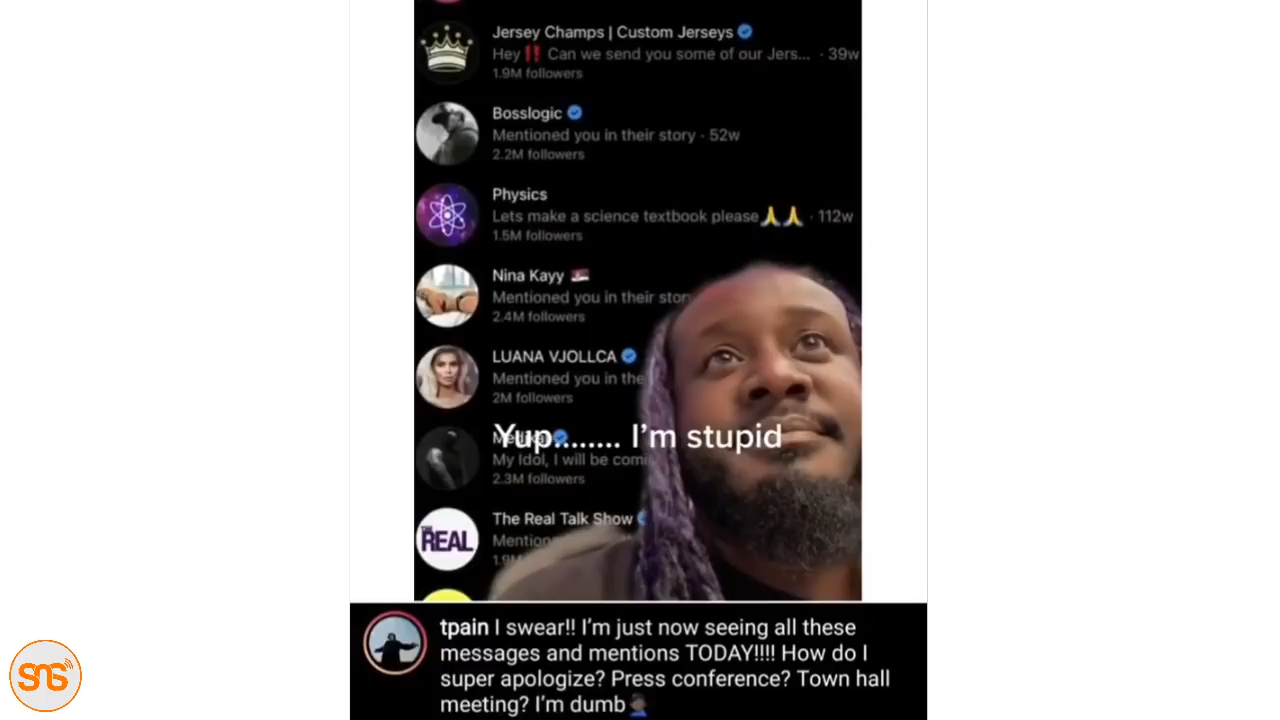 Jersey Champs | Custom Jerseys
Hey‼️ Can we send you some of our Jers... · 39w
1.9M followers
Bosslogic
Mentioned you in their story · 52w
2.2M followers
Physics
Lets make a science textbook please🙏🙏 · 112w
1.5M followers
Nina Kayy
Mentioned you in their stor
2.4M followers
LUANA VJOLLCA
Mentioned you in the
2M followers
Yup........ I'm stupid
My Idol, I will be comi
2.3M followers
The Real Talk Show
THE REAL
Mention
1.9M
tpain I swear!! I'm just now seeing all these
messages and mentions TODAY!!!! How do I
super apologize? Press conference? Town hall
meeting? I'm dumb🤦🏿‍♂️
SNS